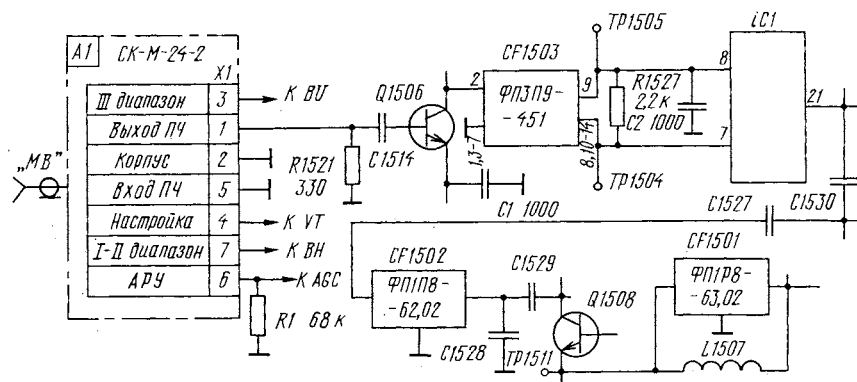 A1
СК-М-24-2
X1
III диапазон 3
К BU
Выход ПЧ 1
Корпус 2
Вход ПЧ 5
Настройка 4
К VT
I-II диапазон 7
К BH
АРУ 6
К AGC
„МВ"
R1 68 к
R1521
330
C1514
Q1506
C1 1000
CF1503
ФП3П9-
-451
2
1,3-7
9
8,10-14
TP1505
TP1504
R1527
2,2 к
C2 1000
iC1
8
7
21
C1527
C1530
CF1502
ФП1П8-
-62,02
C1529
C1528
Q1508
TP1511
CF1501
ФП1Р8-
-63,02
L1507